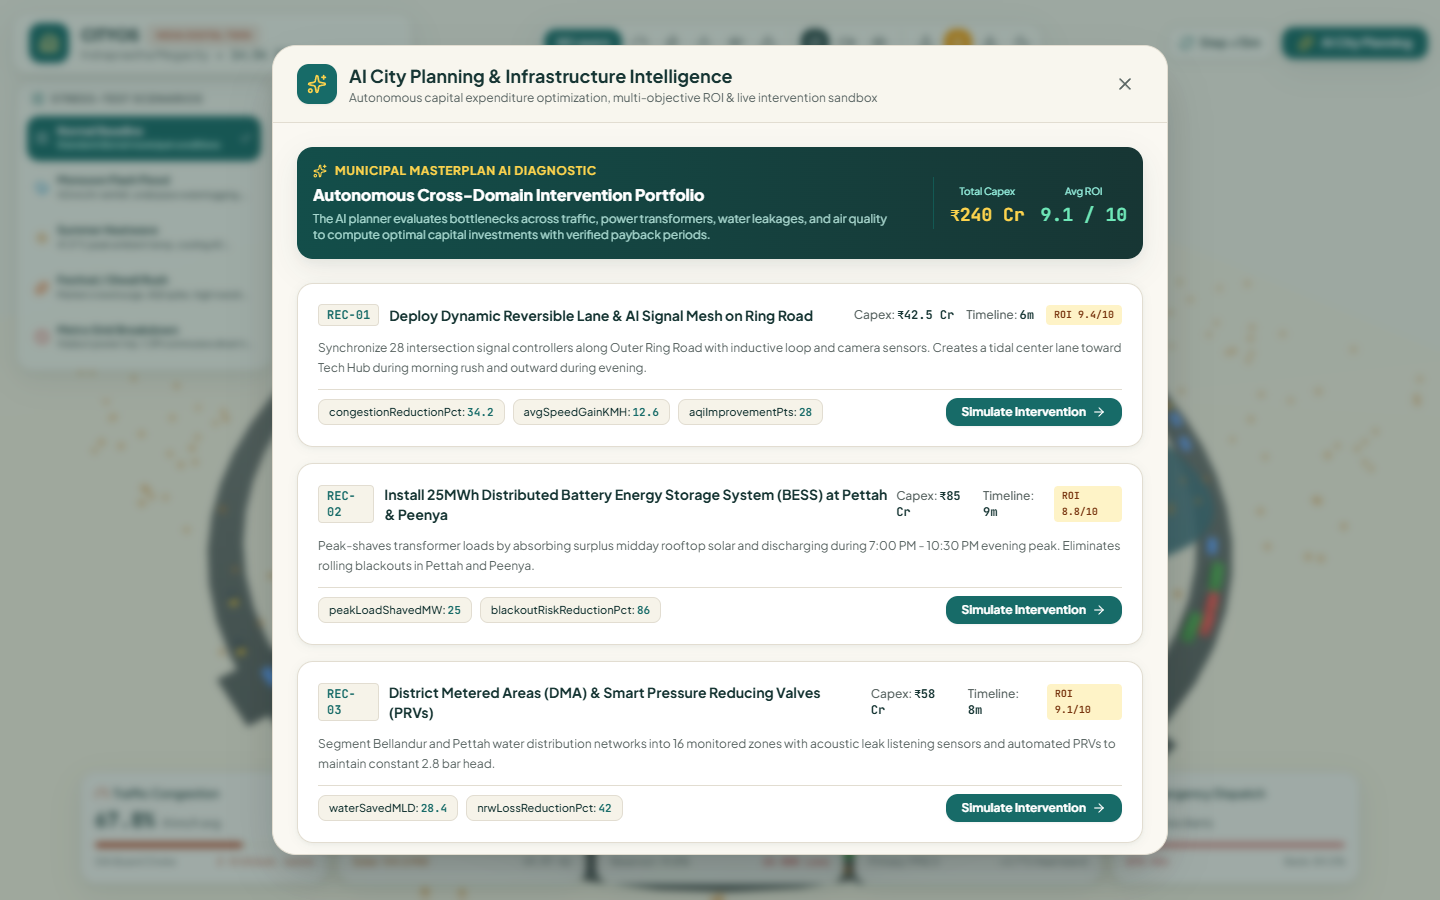 AI City Planning & Infrastructure Intelligence
Autonomous capital expenditure optimization, multi-objective ROI & live intervention sandbox
MUNICIPAL MASTERPLAN AI DIAGNOSTIC
Autonomous Cross-Domain Intervention Portfolio
The AI planner evaluates bottlenecks across traffic, power transformers, water leakages, and air quality
to compute optimal capital investments with verified payback periods.
Total Capex
₹240 Cr
Avg ROI
9.1 / 10
REC-01
Deploy Dynamic Reversible Lane & AI Signal Mesh on Ring Road
Capex: ₹42.5 Cr
Timeline: 6m
ROI 9.4/10
Synchronize 28 intersection signal controllers along Outer Ring Road with inductive loop and camera sensors. Creates a tidal center lane toward
Tech Hub during morning rush and outward during evening.
congestionReductionPct: 34.2
avgSpeedGainKMH: 12.6
aqiImprovementPts: 28
Simulate Intervention →
REC-
02
Install 25MWh Distributed Battery Energy Storage System (BESS) at Pettah
& Peenya
Capex: ₹85
Cr
Timeline:
9m
ROI
8.8/10
Peak-shaves transformer loads by absorbing surplus midday rooftop solar and discharging during 7:00 PM - 10:30 PM evening peak. Eliminates
rolling blackouts in Pettah and Peenya.
peakLoadShavedMW: 25
blackoutRiskReductionPct: 86
Simulate Intervention →
REC-
03
District Metered Areas (DMA) & Smart Pressure Reducing Valves
(PRVs)
Capex: ₹58
Cr
Timeline:
8m
ROI
9.1/10
Segment Bellandur and Pettah water distribution networks into 16 monitored zones with acoustic leak listening sensors and automated PRVs to
maintain constant 2.8 bar head.
waterSavedMLD: 28.4
nrwLossReductionPct: 42
Simulate Intervention →
AI City Planning
Traffic Congestion
67.8%